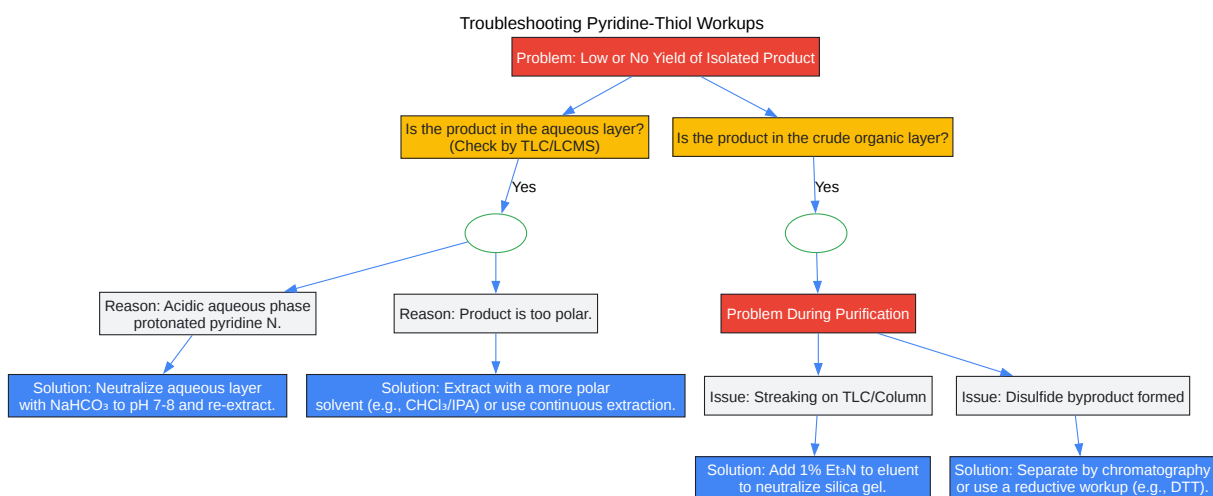 Troubleshooting Pyridine-Thiol Workups
Problem: Low or No Yield of Isolated Product
Is the product in the aqueous layer?
(Check by TLC/LCMS)
Is the product in the crude organic layer?
Yes
Yes
Reason: Acidic aqueous phase
protonated pyridine N.
Reason: Product is too polar.
Problem During Purification
Solution: Neutralize aqueous layer
with NaHCO₃ to pH 7-8 and re-extract.
Solution: Extract with a more polar
solvent (e.g., CHCl₃/IPA) or use continuous extraction.
Issue: Streaking on TLC/Column
Issue: Disulfide byproduct formed
Solution: Add 1% Et₃N to eluent
to neutralize silica gel.
Solution: Separate by chromatography
or use a reductive workup (e.g., DTT).